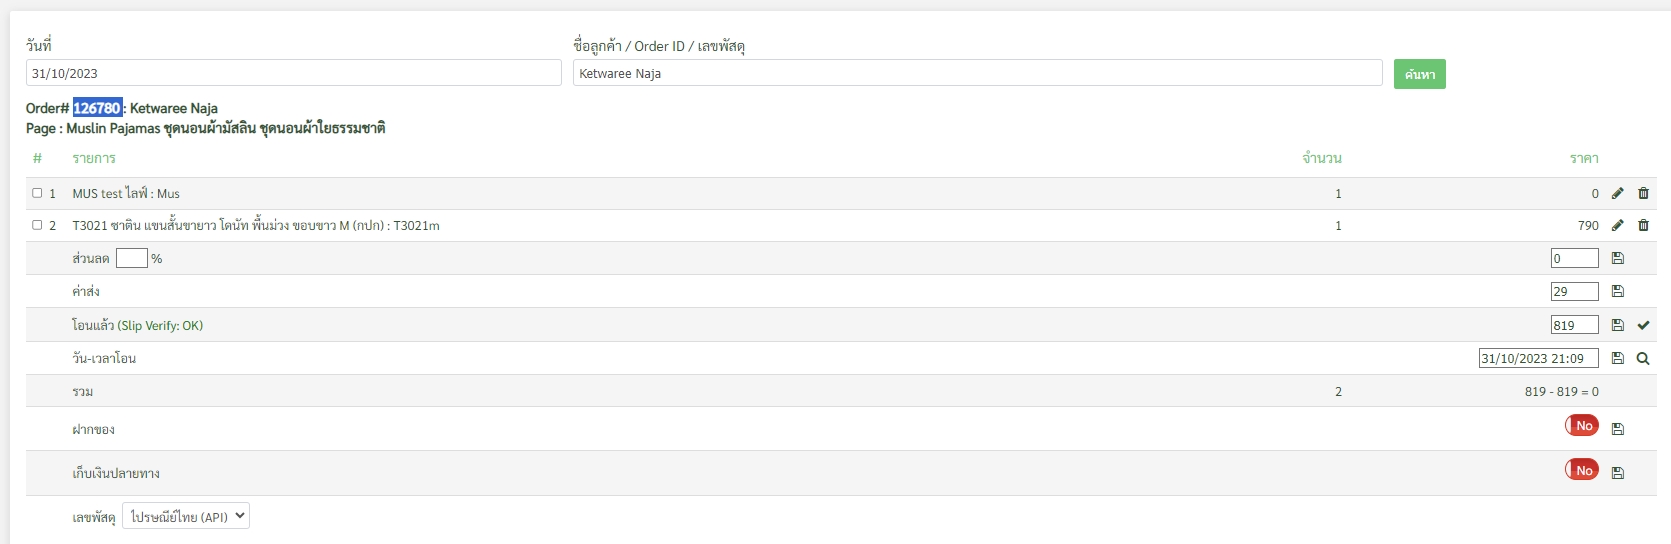 วันที่ ชื่อลูกค้า / Order ID / เลขพัสดุ
31/10/2023 Ketwaree Naja ค้นหา
Order# 126780 : Ketwaree Naja
Page : Muslin Pajamas ชุดนอนผ้ามัสลิน ชุดนอนผ้าใยธรรมชาติ
# รายการ จำนวน ราคา
1 MUS test ไลฟ์ : Mus 1 0
2 T3021 ซาติน แขนสั้นขายาว โดนัท พื้นม่วง ขอบขาว M (กปก) : T3021m 1 790
ส่วนลด % 0
ค่าส่ง 29
โอนแล้ว (Slip Verify: OK) 819
วัน-เวลาโอน 31/10/2023 21:09
รวม 2 819 - 819 = 0
ฝากของ No
เก็บเงินปลายทาง No
เลขพัสดุ ไปรษณีย์ไทย (API)